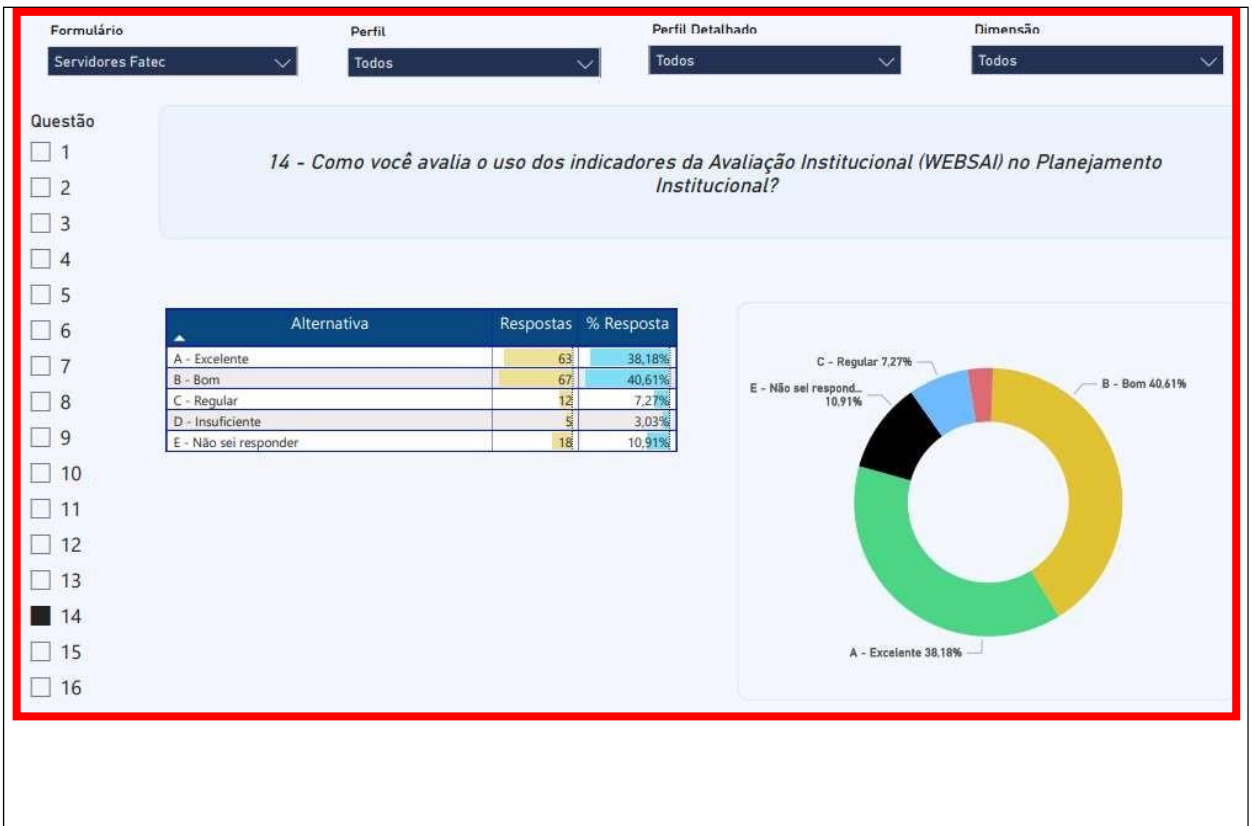 Formulário
Perfil
Perfil Detalhado
Dimensão
Servidores Fatec
Todos
Todos
Todos
Questão
1
2
3
4
5
6
7
8
9
10
11
12
13
14
15
16
14 - Como você avalia o uso dos indicadores da Avaliação Institucional (WEBSAI) no Planejamento
Institucional?
Alternativa Respostas % Resposta
A - Excelente 63 38,18%
B - Bom 67 40,61%
C - Regular 12 7,27%
D - Insuficiente 5 3,03%
E - Não sei responder 18 10,91%
C - Regular 7,27%
E - Não sei respond...
10,91%
B - Bom 40,61%
A - Excelente 38,18%